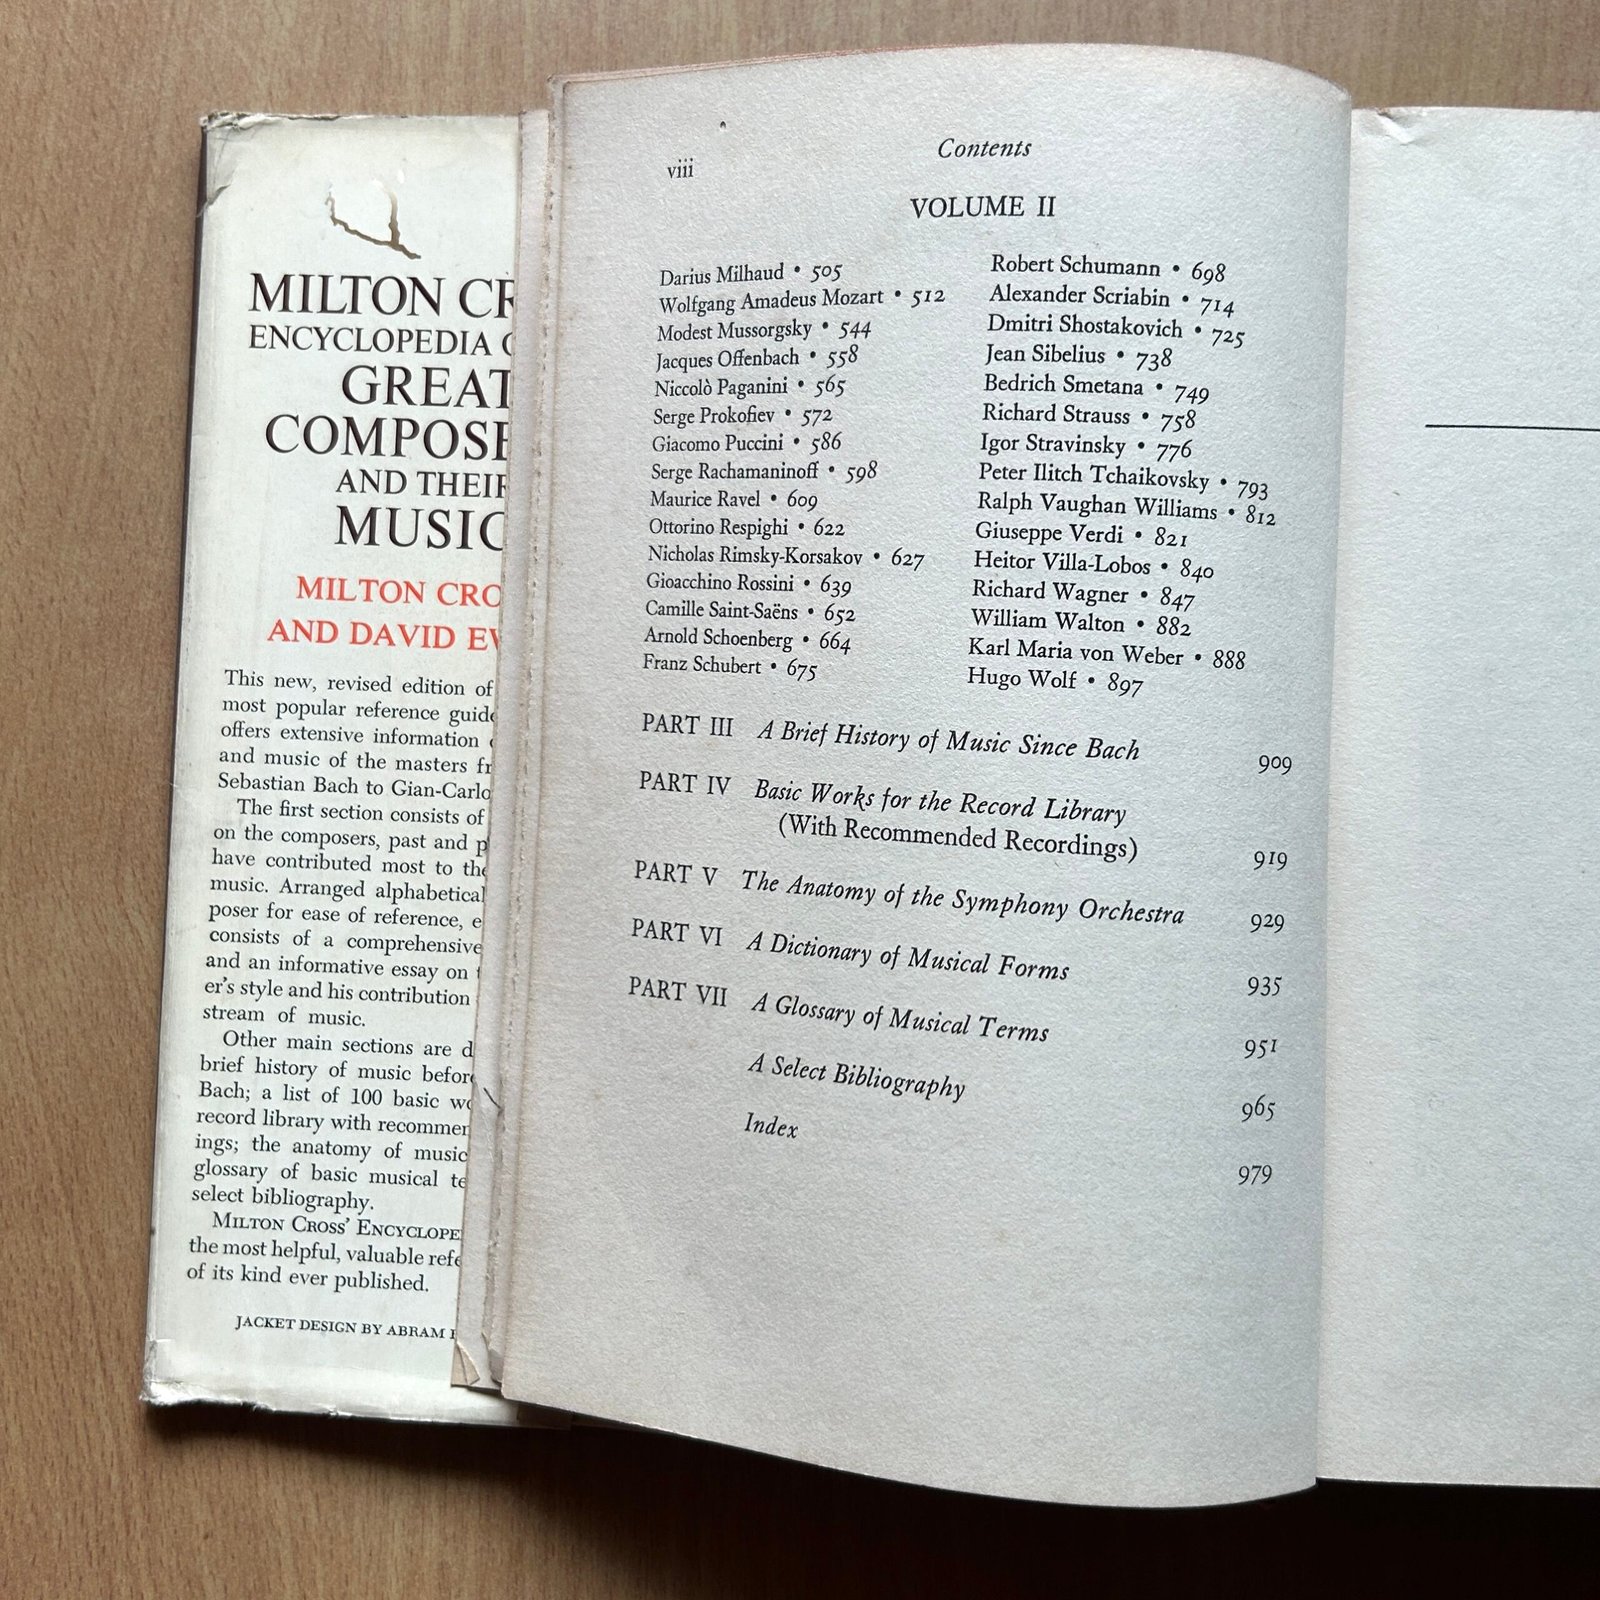 MILTON
ENCYCLOPEDIA
GREAT
COMPOSE
AND THEIR
MUSIC
MILTON CRO
AND DAVID
This new, revised edition of
most popular reference guide
offers extensive information
and music of the masters
Sebastian Bach to Gian-Carlo
The first section consists of
on the composers, past and
have contributed most to the
music. Arranged alphabetical
poser for ease of reference,
consists of a comprehensive
and an informative essay on
er's style and his contribution
stream of music.
Other main sections are
brief history of music before
Bach; a list of 100 basic
record library with recommen
ings; the anatomy of music
glossary of basic musical
select bibliography.
MILTON CROSS' ENCYCLOPE
the most helpful, valuable refe
of its kind ever published.
JACKET DESIGN BY ABRAM
viii
Contents
VOLUME II
Darius Milhaud • 505
Wolfgang Amadeus Mozart • 512
Modest Mussorgsky • 544
Jacques Offenbach • 558
Niccolò Paganini • 565
Serge Prokofiev • 572
Giacomo Puccini • 586
Serge Rachamaninoff • 598
Maurice Ravel • 609
Ottorino Respighi • 622
Nicholas Rimsky-Korsakov • 627
Gioacchino Rossini • 639
Camille Saint-Saëns • 652
Arnold Schoenberg • 664
Franz Schubert • 675
Robert Schumann • 698
Alexander Scriabin • 714
Dmitri Shostakovich • 725
Jean Sibelius • 738
Bedrich Smetana • 749
Richard Strauss • 758
Igor Stravinsky • 776
Peter Ilitch Tchaikovsky • 793
Ralph Vaughan Williams • 812
Giuseppe Verdi • 821
Heitor Villa-Lobos • 840
Richard Wagner • 847
William Walton • 882
Karl Maria von Weber • 888
Hugo Wolf • 897
PART III A Brief History of Music Since Bach 909
PART IV Basic Works for the Record Library
(With Recommended Recordings) 919
PART V The Anatomy of the Symphony Orchestra 929
PART VI A Dictionary of Musical Forms 935
PART VII A Glossary of Musical Terms 951
A Select Bibliography 965
Index 979